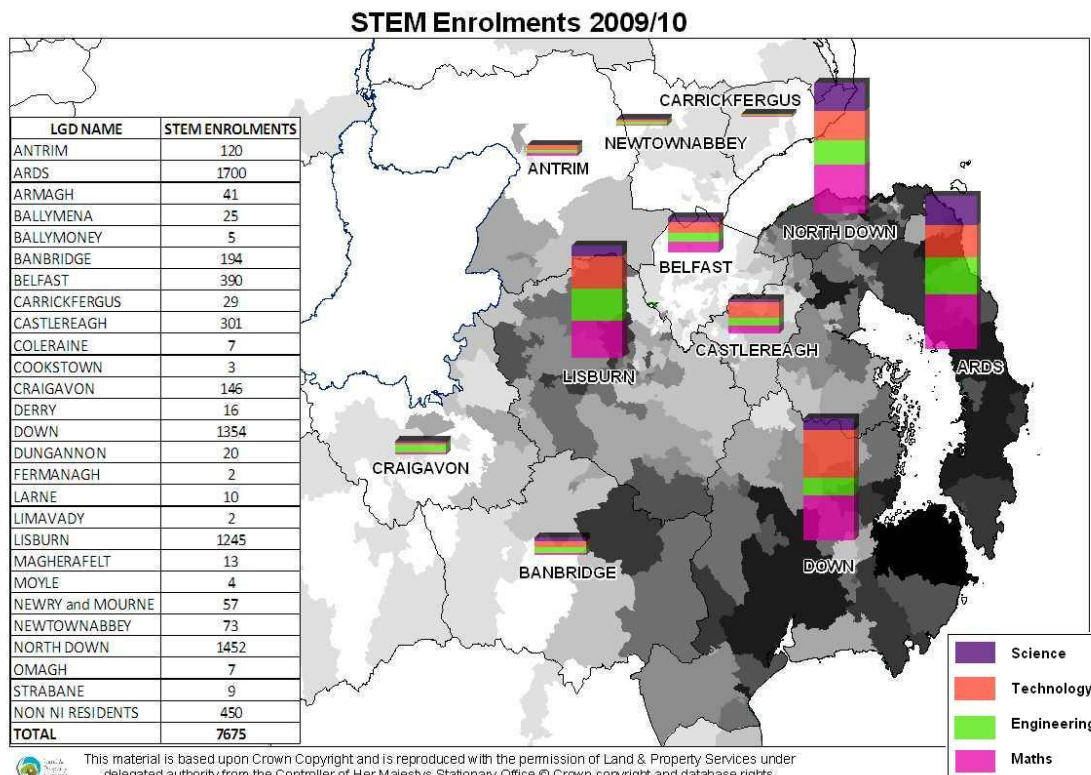 STEM Enrolments 2009/10
LGD NAME STEM ENROLMENTS
ANTRIM 120
ARDS 1700
ARMAGH 41
BALLYMENA 25
BALLYMONEY 5
BANBRIDGE 194
BELFAST 390
CARRICKFERGUS 29
CASTLEREAGH 301
COLERAINE 7
COOKSTOWN 3
CRAIGAVON 146
DERRY 16
DOWN 1354
DUNGANNON 20
FERMANAGH 2
LARNE 10
LIMAVADY 2
LISBURN 1245
MAGHERAFELT 13
MOYLE 4
NEWRY and MOURNE 57
NEWTOWNABBEY 73
NORTH DOWN 1452
OMAGH 7
STRABANE 9
NON NI RESIDENTS 450
TOTAL 7675
CARRICKFERGUS
NEWTOWNABBEY
ANTRIM
NORTH DOWN
BELFAST
CASTLEREAGH
LISBURN
ARDS
CRAIGAVON
BANBRIDGE
DOWN
Science
Technology
Engineering
Maths
This material is based upon Crown Copyright and is reproduced with the permission of Land & Property Services under
delegated authority from the Controller of Her Majestys Stationary Office © Crown copyright and database rights